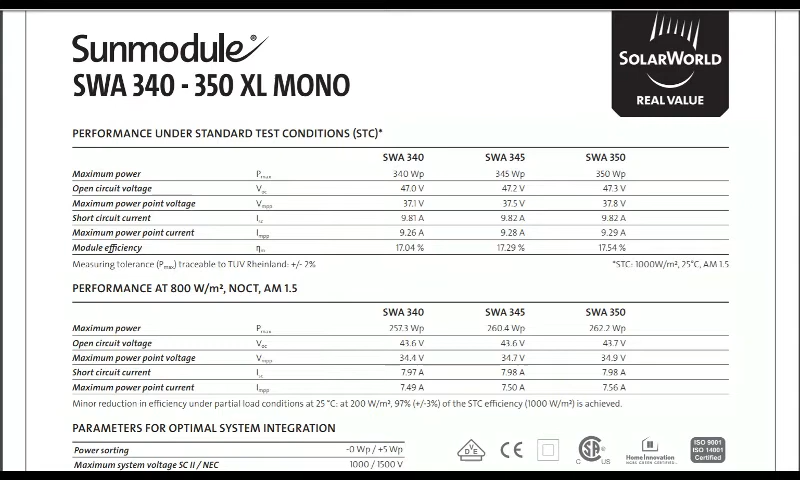 Sunmodule®
SWA 340 - 350 XL MONO
SOLARWORLD
REAL VALUE
PERFORMANCE UNDER STANDARD TEST CONDITIONS (STC)*
SWA 340 SWA 345 SWA 350
Maximum power Pmax 340 Wp 345 Wp 350 Wp
Open circuit voltage Voc 47.0 V 47.2 V 47.3 V
Maximum power point voltage Vmpp 37.1 V 37.5 V 37.8 V
Short circuit current Isc 9.81 A 9.82 A 9.82 A
Maximum power point current Impp 9.26 A 9.28 A 9.29 A
Module efficiency ηm 17.04 % 17.29 % 17.54 %
Measuring tolerance (Pmax) traceable to TUV Rheinland: +/- 2% *STC: 1000W/m², 25°C, AM 1.5
PERFORMANCE AT 800 W/m², NOCT, AM 1.5
SWA 340 SWA 345 SWA 350
Maximum power Pmax 257.3 Wp 260.4 Wp 262.2 Wp
Open circuit voltage Voc 43.6 V 43.6 V 43.7 V
Maximum power point voltage Vmpp 34.4 V 34.7 V 34.9 V
Short circuit current Isc 7.97 A 7.98 A 7.98 A
Maximum power point current Impp 7.49 A 7.50 A 7.56 A
Minor reduction in efficiency under partial load conditions at 25 °C: at 200 W/m², 97% (+/-3%) of the STC efficiency (1000 W/m²) is achieved.
PARAMETERS FOR OPTIMAL SYSTEM INTEGRATION
Power sorting -0 Wp / +5 Wp
Maximum system voltage SC II / NEC 1000 / 1500 V
VDE
CE
C SA® US
Home Innovation
NGBS GREEN CERTIFIED
ISO 9001
ISO 14001
Certified